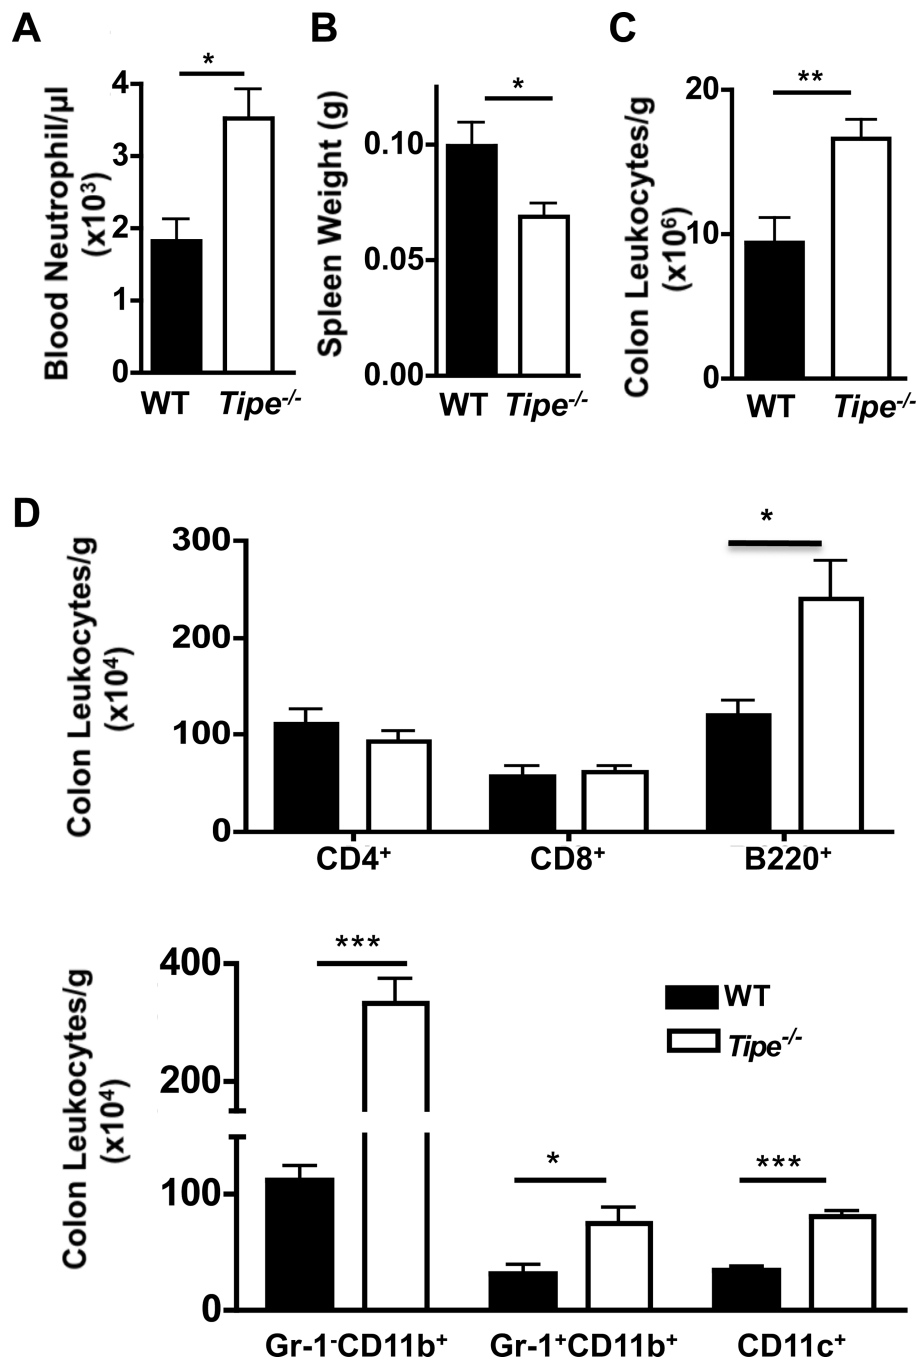 A
B
C
*
*
**
Blood Neutrophil/µl
(x10³)
4
3
2
1
0
WT
Tipe⁻/⁻
Spleen Weight (g)
0.10
0.05
0.00
WT
Tipe⁻/⁻
Colon Leukocytes/g
(x10⁶)
20
10
0
WT
Tipe⁻/⁻
D
Colon Leukocytes/g
(x10⁴)
300
200
100
0
*
CD4⁺
CD8⁺
B220⁺
Colon Leukocytes/g
(x10⁴)
400
200
100
0
***
*
***
WT
Tipe⁻/⁻
Gr-1⁻CD11b⁺
Gr-1⁺CD11b⁺
CD11c⁺